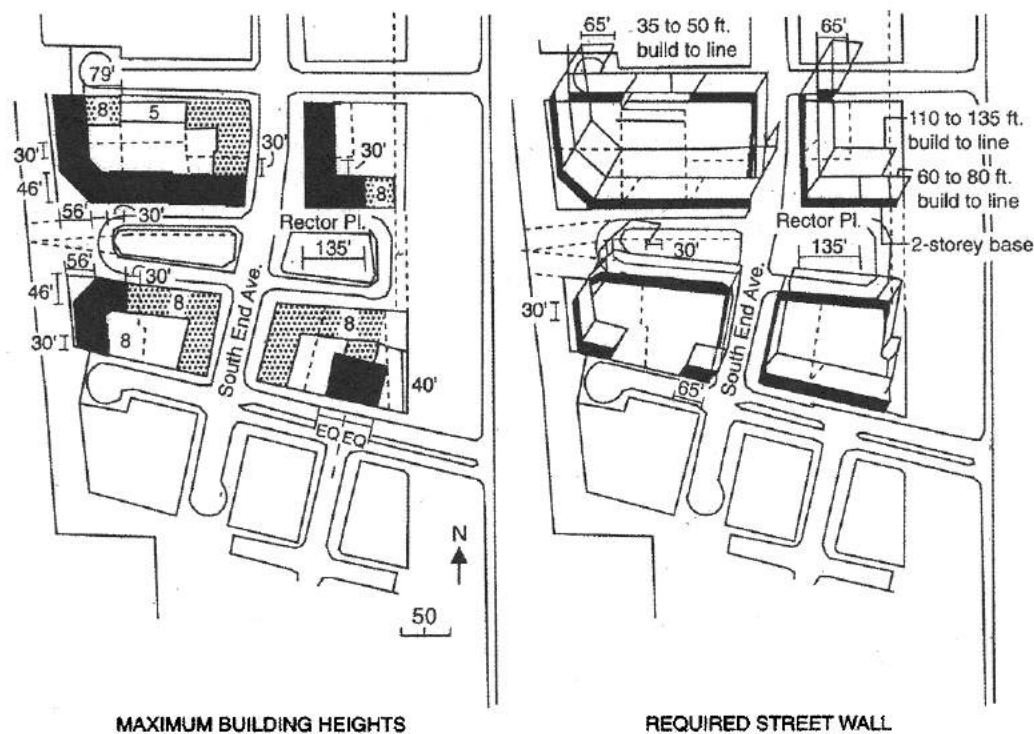 79'
8
5
30'
30'
46'
30'
8
56'
30'
Rector Pl.
135'
56'
30'
46'
8
8
30'
8
South End Ave.
40'
EQ EQ
N
50
MAXIMUM BUILDING HEIGHTS
65'
35 to 50 ft.
build to line
65'
110 to 135 ft.
build to line
60 to 80 ft.
build to line
Rector Pl.
2-storey base
30'
135'
30'
South End Ave.
65'
REQUIRED STREET WALL